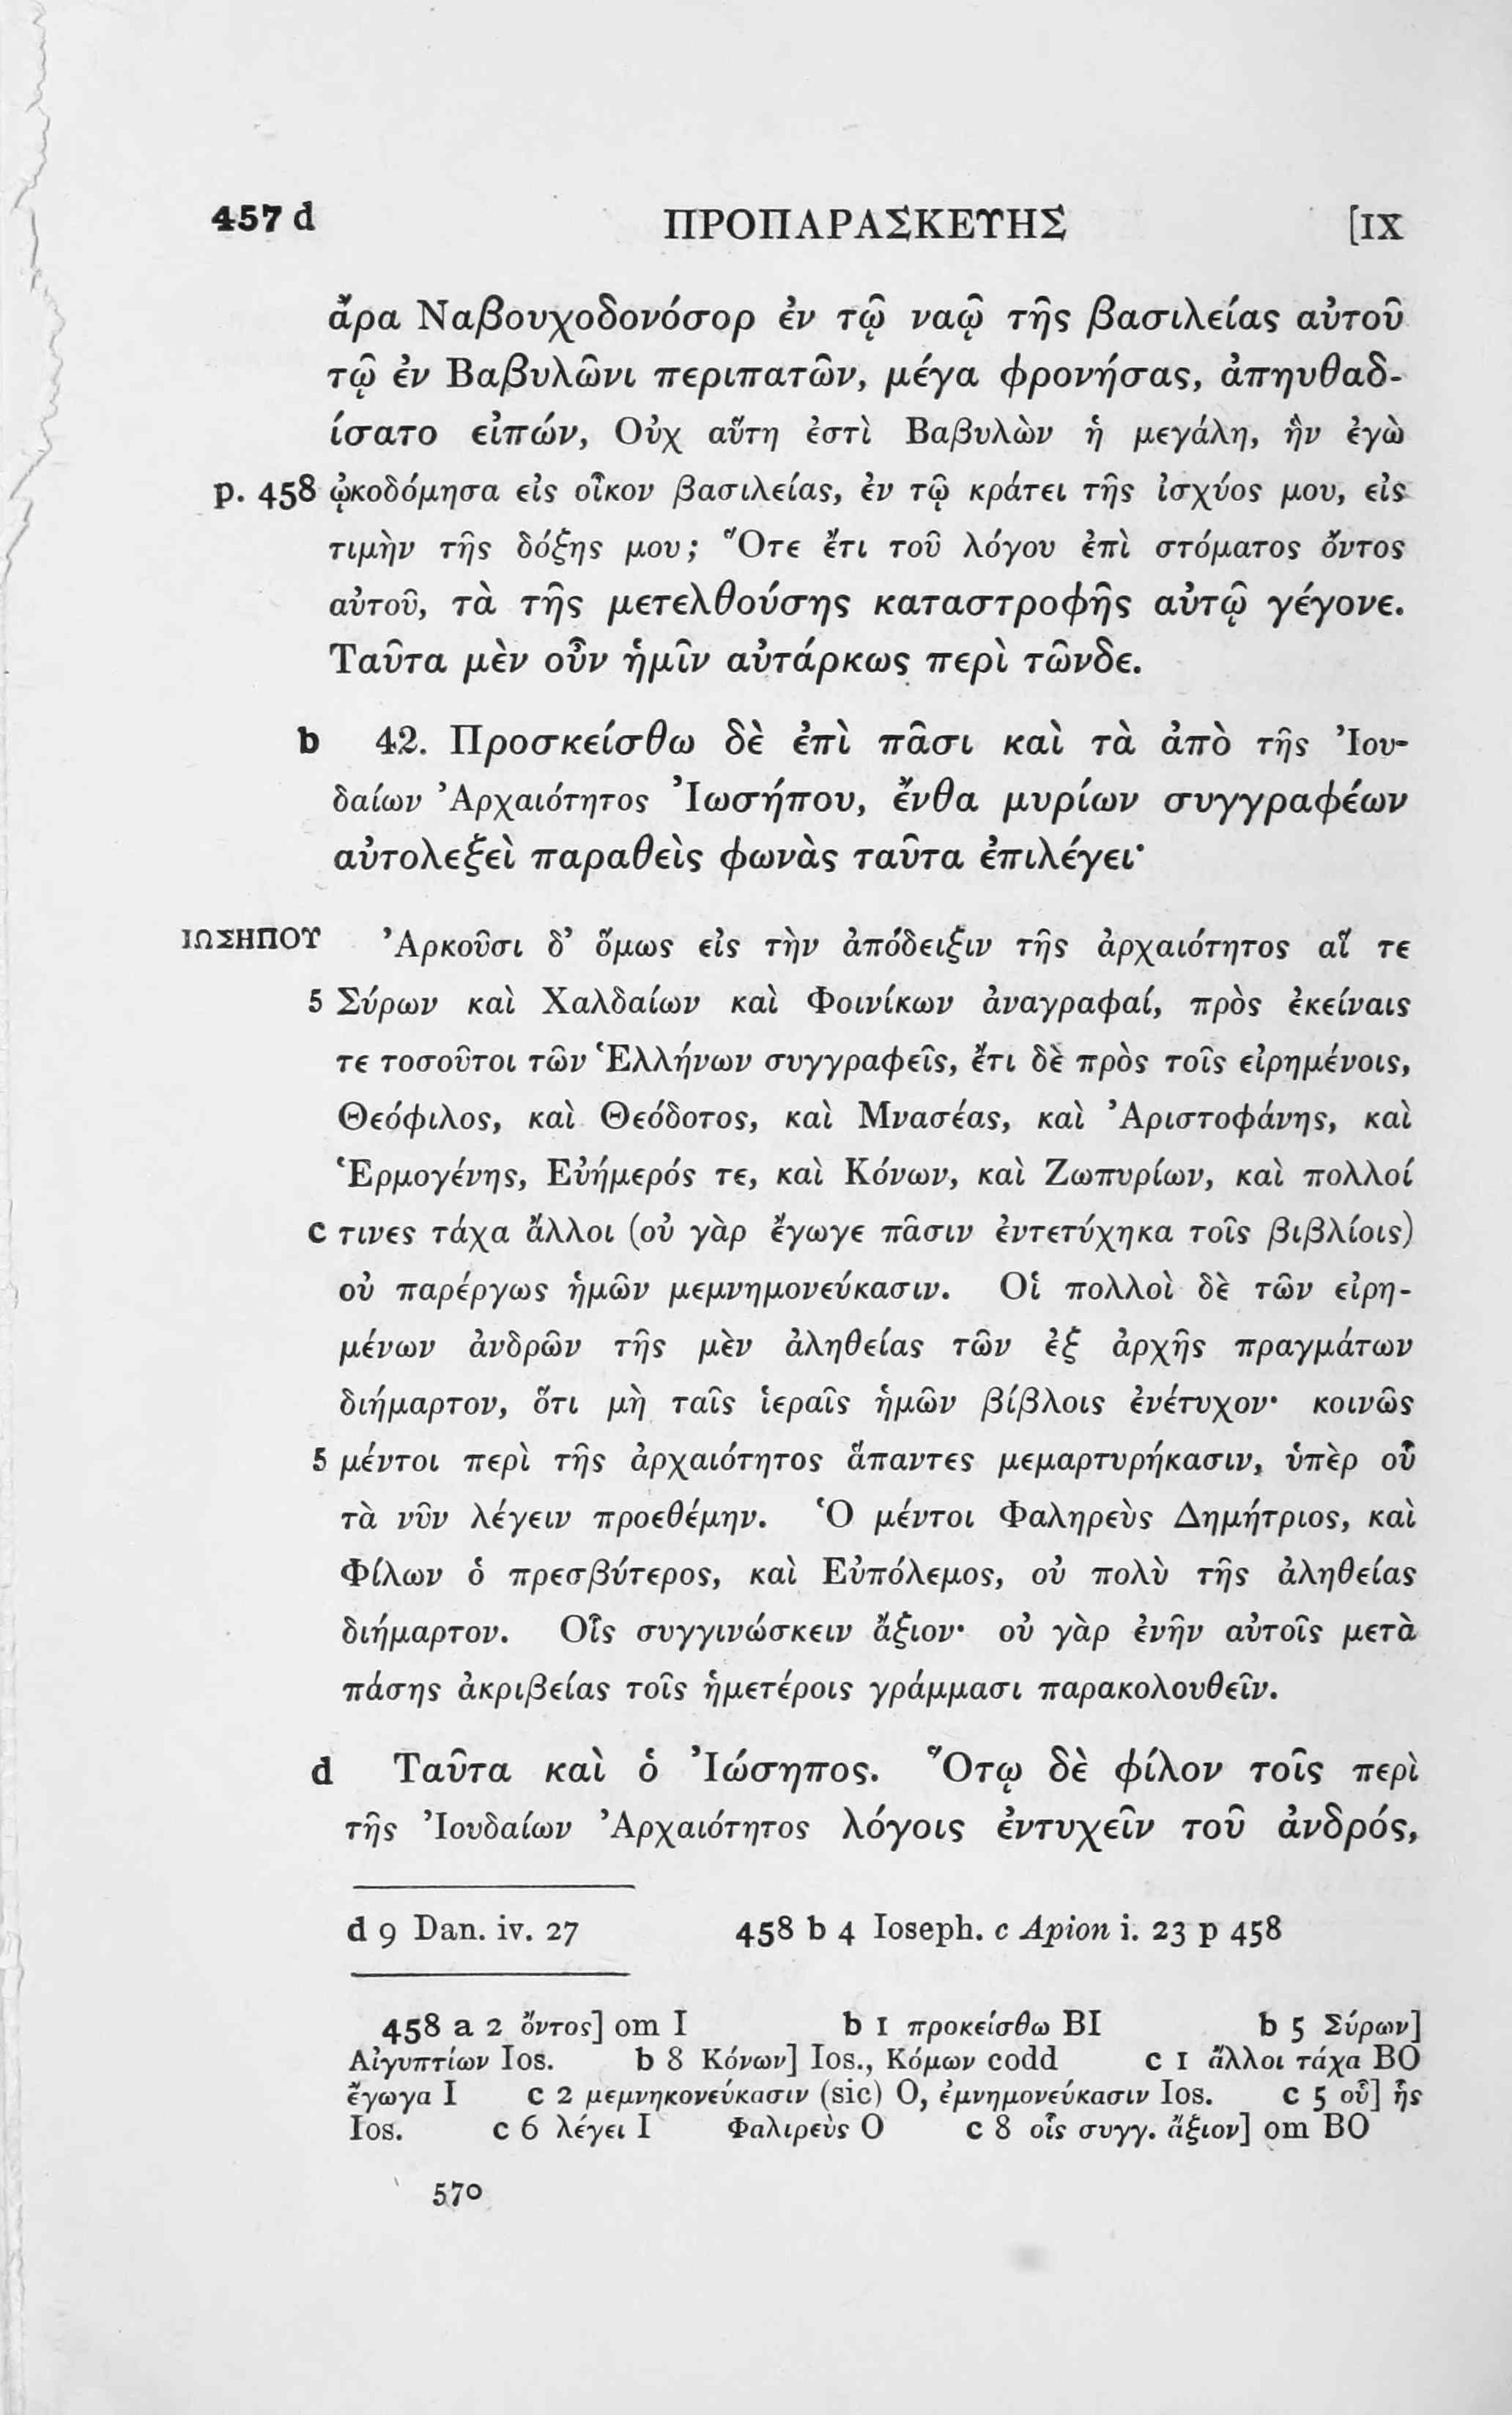 457 d ΠΡΟΠΑΡΑΣΚΕΥΗΣ [IX
ἄρα Ναβουχοδονόσορ ἐν τῷ ναῷ τῆς βασιλείας αὐτοῦ
τῷ ἐν Βαβυλῶνι περιπατῶν, μέγα φρονήσας, ἀπηυθαδ-
ίσατο εἰπών, Οὐχ αὕτη ἐστὶ Βαβυλὼν ἡ μεγάλη, ἣν ἐγὼ
p. 458 ᾠκοδόμησα εἰς οἶκον βασιλείας, ἐν τῷ κράτει τῆς ἰσχύος μου, εἰς
τιμὴν τῆς δόξης μου; Ὅτε ἔτι τοῦ λόγου ἐπὶ στόματος ὄντος
αὐτοῦ, τὰ τῆς μετελθούσης καταστροφῆς αὐτῷ γέγονε.
Ταῦτα μὲν οὖν ἡμῖν αὐτάρκως περὶ τῶνδε.
b 42. Προσκείσθω δὲ ἐπὶ πᾶσι καὶ τὰ ἀπὸ τῆς Ἰου-
δαίων Ἀρχαιότητος Ἰωσήπου, ἔνθα μυρίων συγγραφέων
αὐτολεξεὶ παραθεὶς φωνὰς ταῦτα ἐπιλέγει·
ΙΩΣΗΠΟΥ Ἀρκοῦσι δ’ ὅμως εἰς τὴν ἀπόδειξιν τῆς ἀρχαιότητος αἵ τε
5 Σύρων καὶ Χαλδαίων καὶ Φοινίκων ἀναγραφαί, πρὸς ἐκείναις
τε τοσοῦτοι τῶν Ἑλλήνων συγγραφεῖς, ἔτι δὲ πρὸς τοῖς εἰρημένοις,
Θεόφιλος, καὶ Θεόδοτος, καὶ Μνασέας, καὶ Ἀριστοφάνης, καὶ
Ἑρμογένης, Εὐήμερός τε, καὶ Κόνων, καὶ Ζωπυρίων, καὶ πολλοί
c τινες τάχα ἄλλοι (οὐ γὰρ ἔγωγε πᾶσιν ἐντετύχηκα τοῖς βιβλίοις)
οὐ παρέργως ἡμῶν μεμνημονεύκασιν. Οἱ πολλοὶ δὲ τῶν εἰρη-
μένων ἀνδρῶν τῆς μὲν ἀληθείας τῶν ἐξ ἀρχῆς πραγμάτων
διήμαρτον, ὅτι μὴ ταῖς ἱεραῖς ἡμῶν βίβλοις ἐνέτυχον· κοινῶς
5 μέντοι περὶ τῆς ἀρχαιότητος ἅπαντες μεμαρτυρήκασιν, ὑπὲρ οὗ
τὰ νῦν λέγειν προεθέμην. Ὁ μέντοι Φαληρεὺς Δημήτριος, καὶ
Φίλων ὁ πρεσβύτερος, καὶ Εὐπόλεμος, οὐ πολὺ τῆς ἀληθείας
διήμαρτον. Οἷς συγγινώσκειν ἄξιον· οὐ γὰρ ἐνῆν αὐτοῖς μετὰ
πάσης ἀκριβείας τοῖς ἡμετέροις γράμμασι παρακολουθεῖν.
d Ταῦτα καὶ ὁ Ἰώσηπος. Ὅτῳ δὲ φίλον τοῖς περὶ
τῆς Ἰουδαίων Ἀρχαιότητος λόγοις ἐντυχεῖν τοῦ ἀνδρός,
d 9 Dan. iv. 27 458 b 4 Ioseph. c Apion i. 23 p 458
458 a 2 ὄντος] om I b 1 προκείσθω BI b 5 Σύρων]
Αἰγυπτίων Ios. b 8 Κόνων] Ios., Κόμων codd c 1 ἄλλοι τάχα BO
ἔγωγα I c 2 μεμνηκονεύκασιν (sic) O, ἐμνημονεύκασιν Ios. c 5 οὗ] ἧς
Ios. c 6 λέγει I Φαλιρεὺς O c 8 οἷς συγγ. ἄξιον] om BO
570